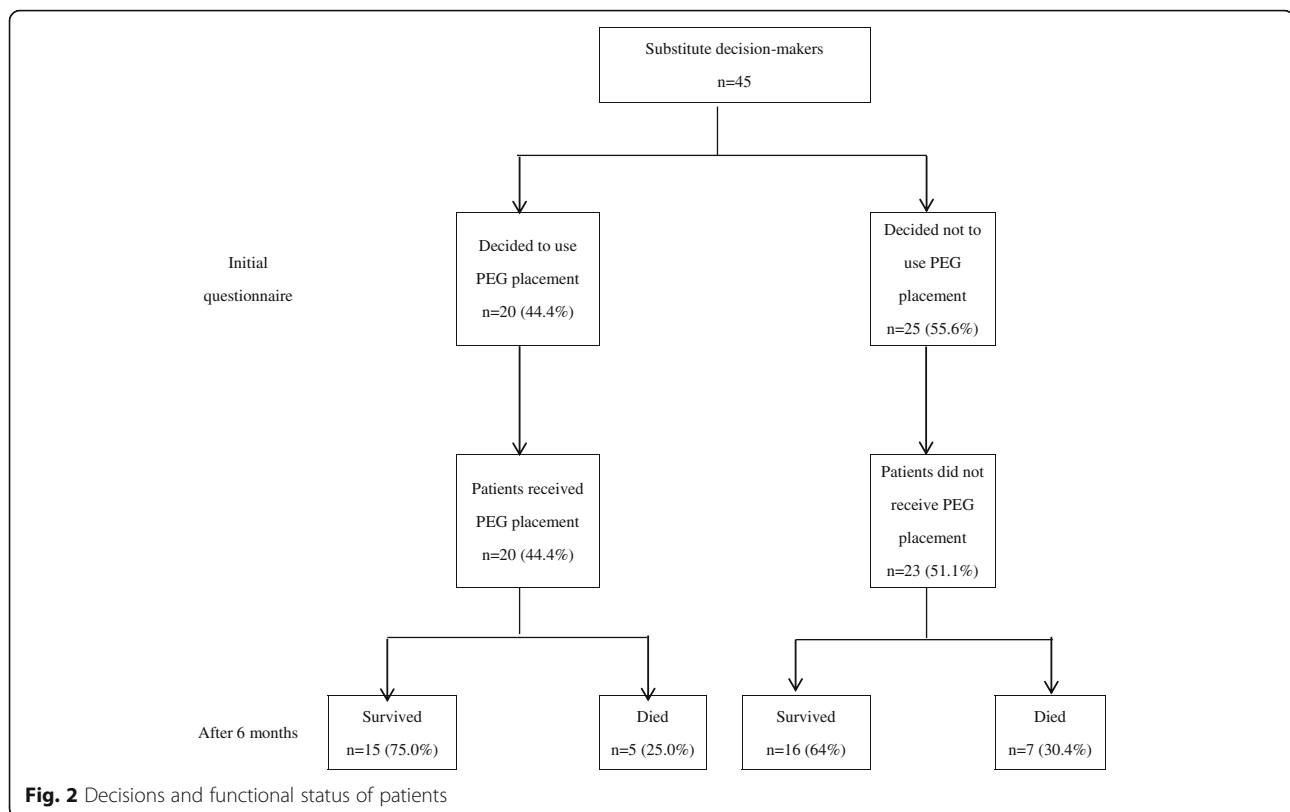 Substitute decision-makers
n=45
Initial
questionnaire
Decided to use
PEG placement
n=20 (44.4%)
Decided not to
use PEG
placement
n=25 (55.6%)
Patients received
PEG placement
n=20 (44.4%)
Patients did not
receive PEG
placement
n=23 (51.1%)
After 6 months
Survived
n=15 (75.0%)
Died
n=5 (25.0%)
Survived
n=16 (64%)
Died
n=7 (30.4%)
Fig. 2 Decisions and functional status of patients